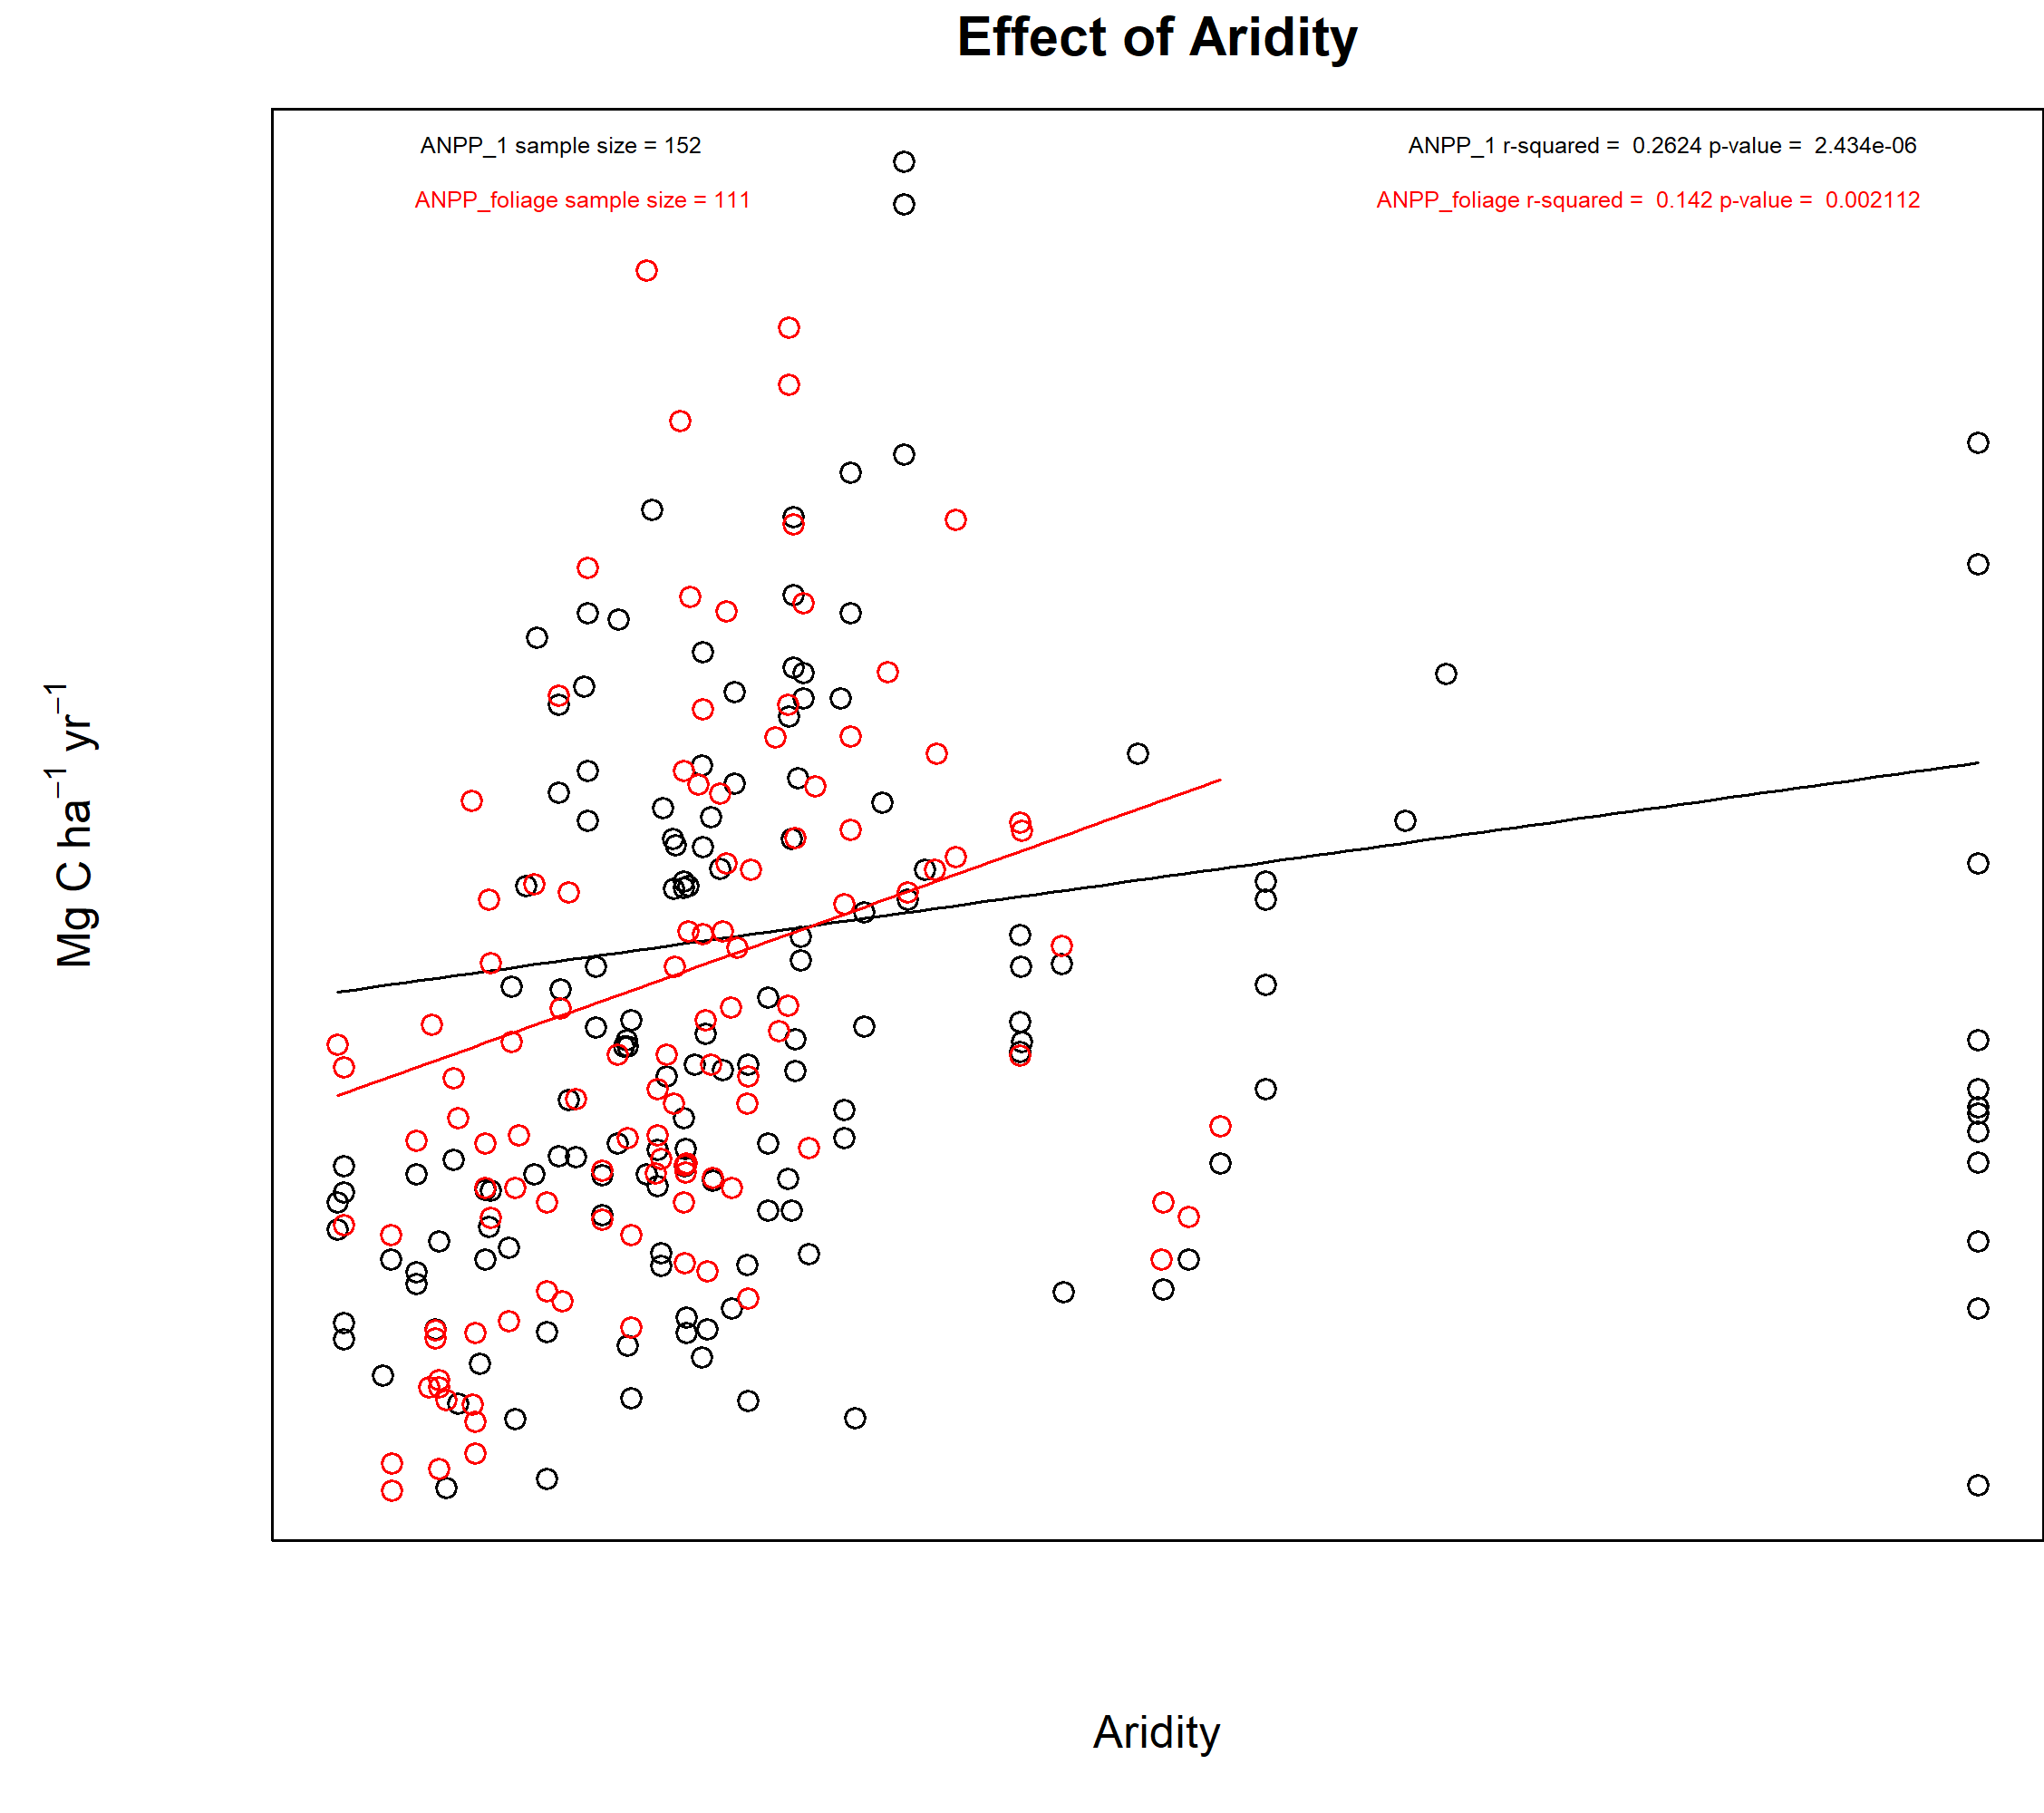 Effect of Aridity
ANPP_1 sample size = 152
ANPP_1 r-squared =  0.2624 p-value =  2.434e-06
ANPP_foliage sample size = 111
ANPP_foliage r-squared =  0.142 p-value =  0.002112
Mg C ha⁻¹ yr⁻¹
Aridity